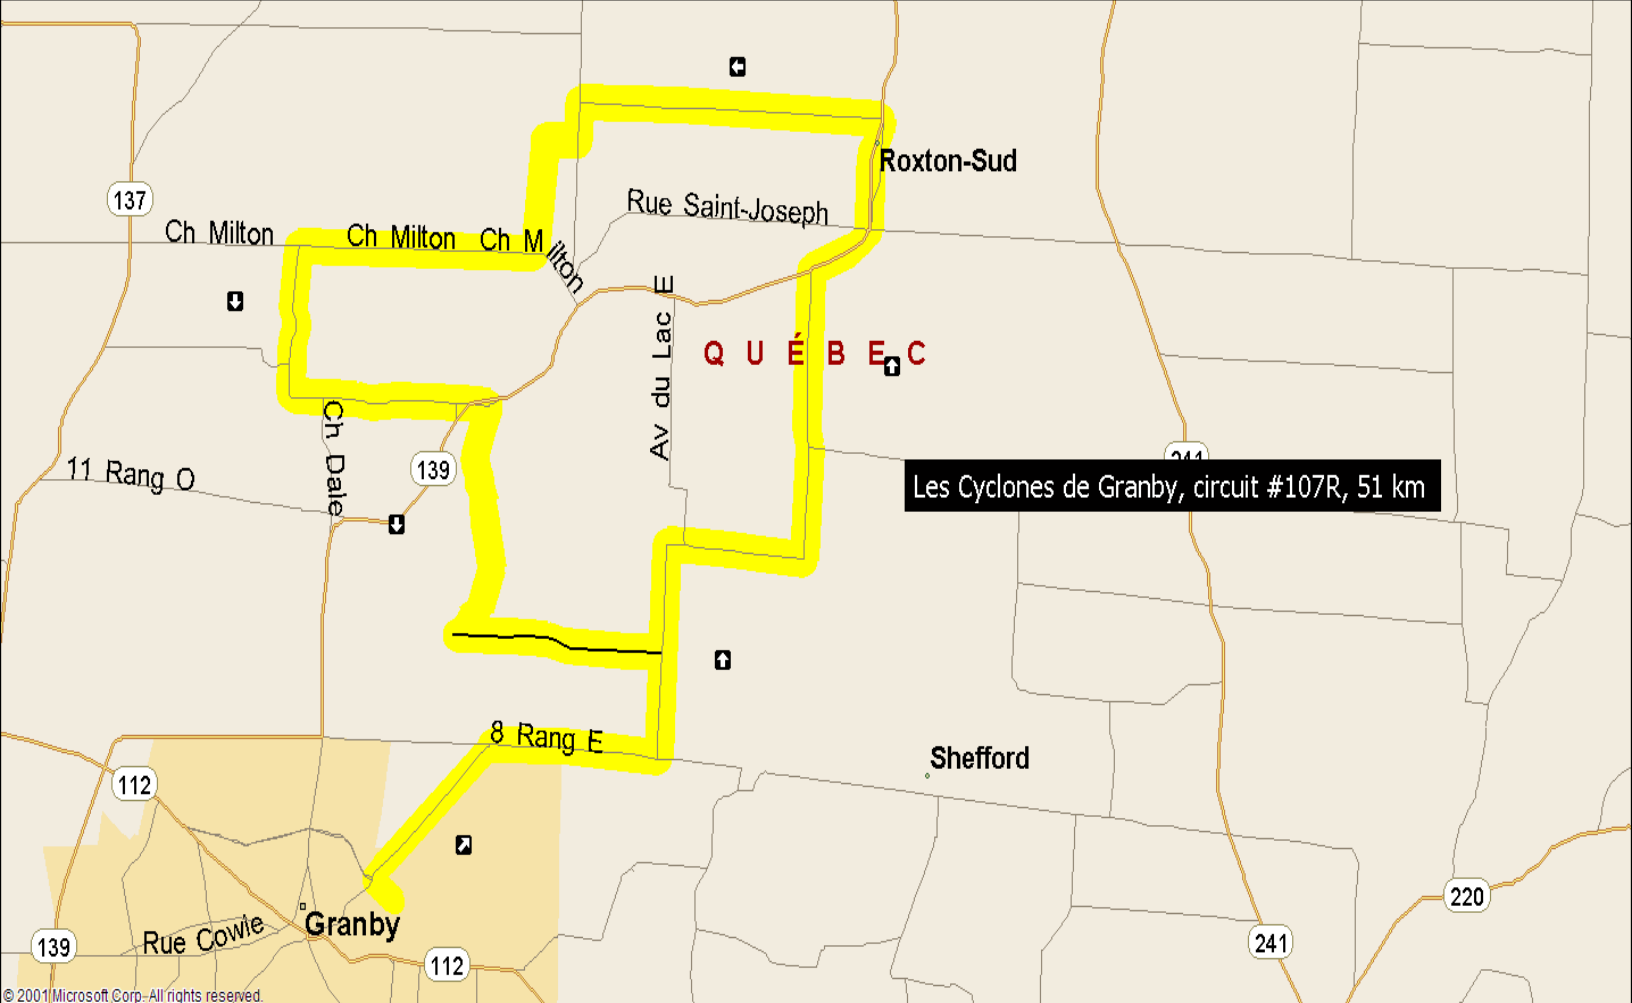 Roxton-Sud
137
Rue Saint-Joseph
Ch Milton
Ch Milton
Ch Milton
Av du Lac E
QUÉBEC
Ch Dale
139
11 Rang O
241
Les Cyclones de Granby, circuit #107R, 51 km
8 Rang E
Shefford
112
220
Granby
Rue Cowie
139
112
241
© 2001 Microsoft Corp. All rights reserved.